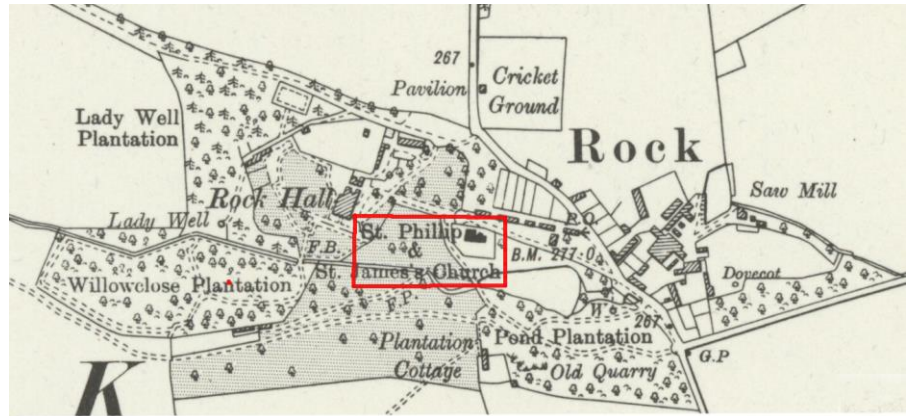 267
Pavilion
Cricket
Ground
Lady Well
Plantation
Rock
Saw Mill
Rock Hall
Lady Well
St. Phillip
&
St. James's Church
F.B.
P.O.
B.M. 277·0
Dovecot
Willowclose Plantation
F.P.
W
267
Plantation
Cottage
Pond Plantation
G.P
Old Quarry
K